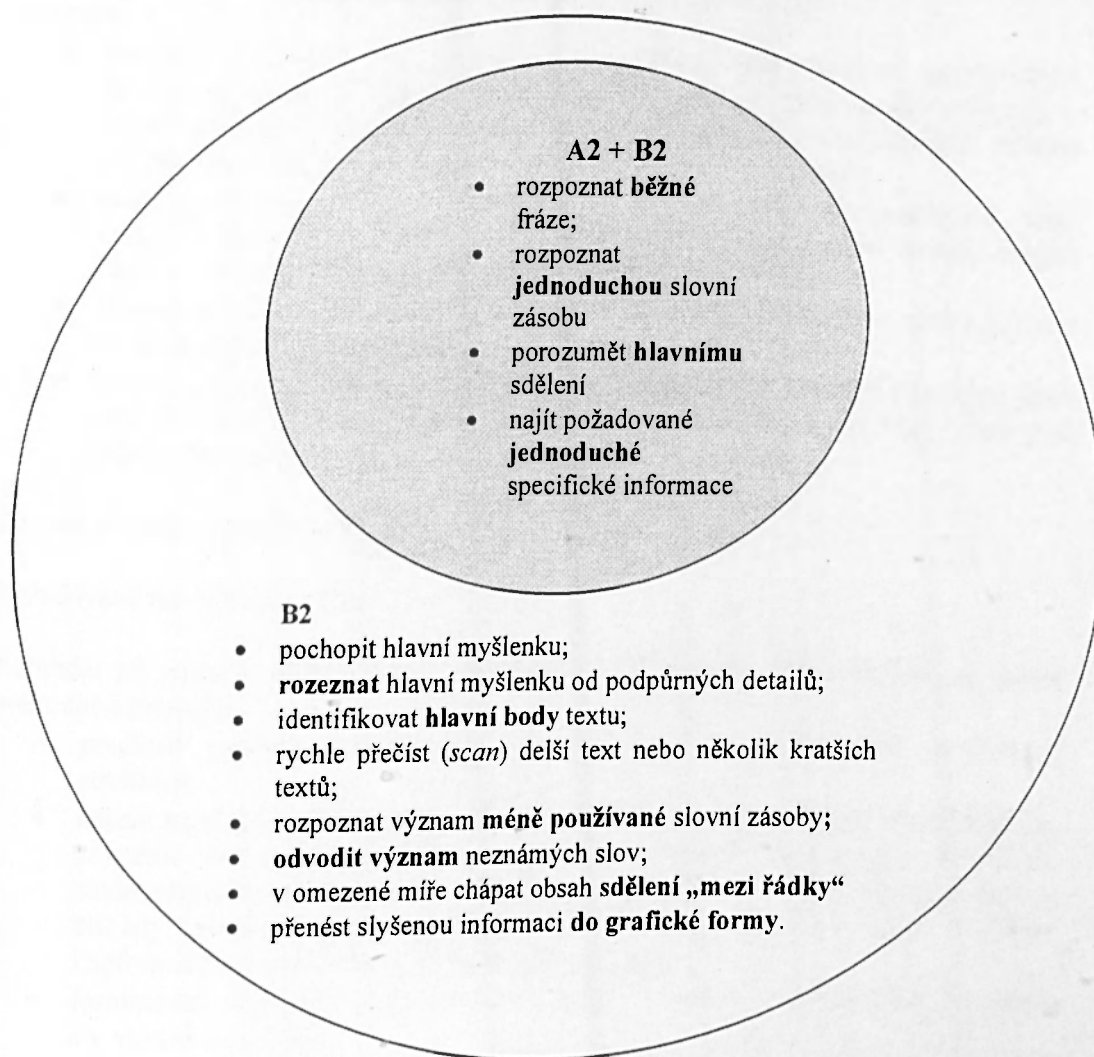 A2 + B2
• rozpoznat běžné
fráze;
• rozpoznat
jednoduchou slovní
zásobu
• porozumět hlavnímu
sdělení
• najít požadované
jednoduché
specifické informace
B2
• pochopit hlavní myšlenku;
• rozeznat hlavní myšlenku od podpůrných detailů;
• identifikovat hlavní body textu;
• rychle přečíst (scan) delší text nebo několik kratších
textů;
• rozpoznat význam méně používané slovní zásoby;
• odvodit význam neznámých slov;
• v omezené míře chápat obsah sdělení „mezi řádky“
• přenést slyšenou informaci do grafické formy.